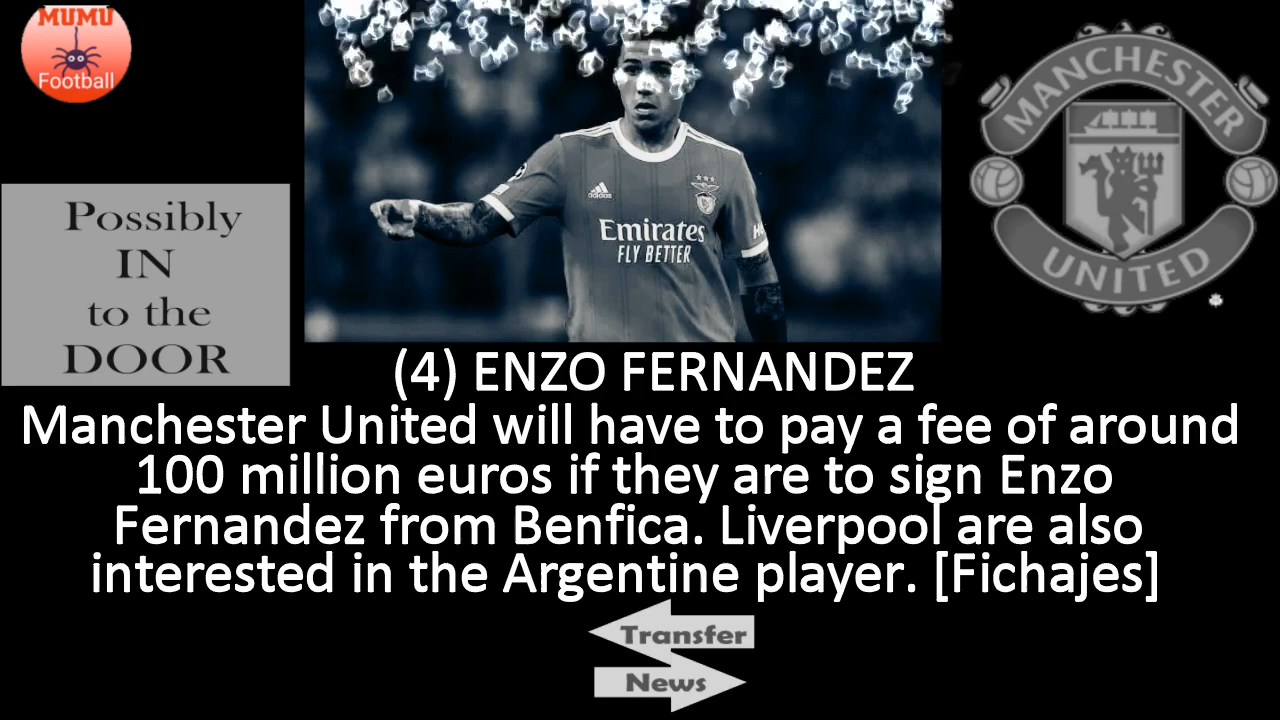 MUMU
Football
MANCHESTER
UNITED
Possibly
IN
to the
DOOR
adidas
Emirates
FLY BETTER
(4) ENZO FERNANDEZ
Manchester United will have to pay a fee of around
100 million euros if they are to sign Enzo
Fernandez from Benfica. Liverpool are also
interested in the Argentine player. [Fichajes]
Transfer
News